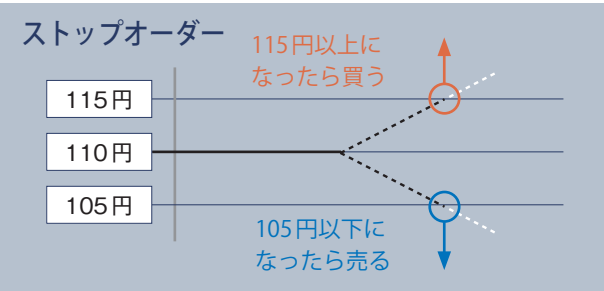 ストップオーダー
115円以上に
なったら買う
115円
110円
105円
105円以下に
なったら売る